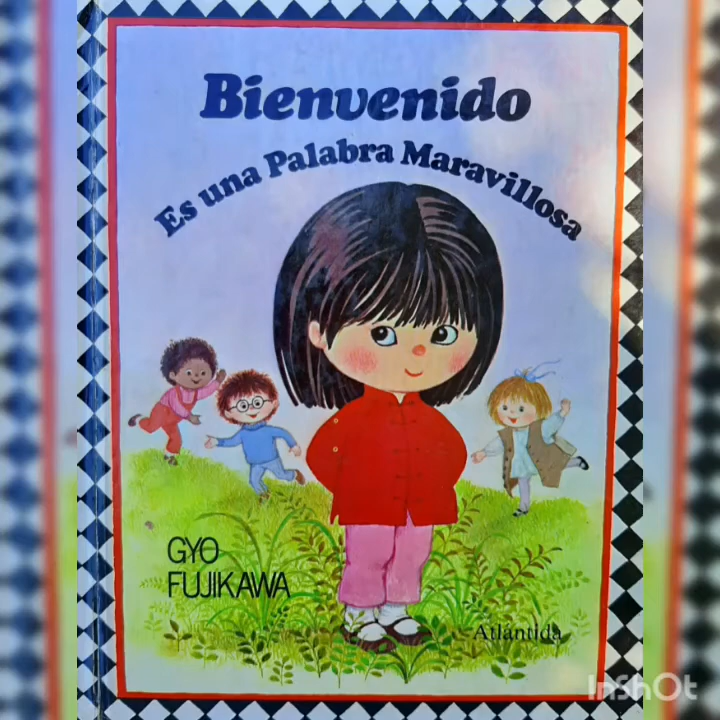 Bienvenido
Es una Palabra Maravillosa
GYO
FUJIKAWA
Atlántida
InShOt